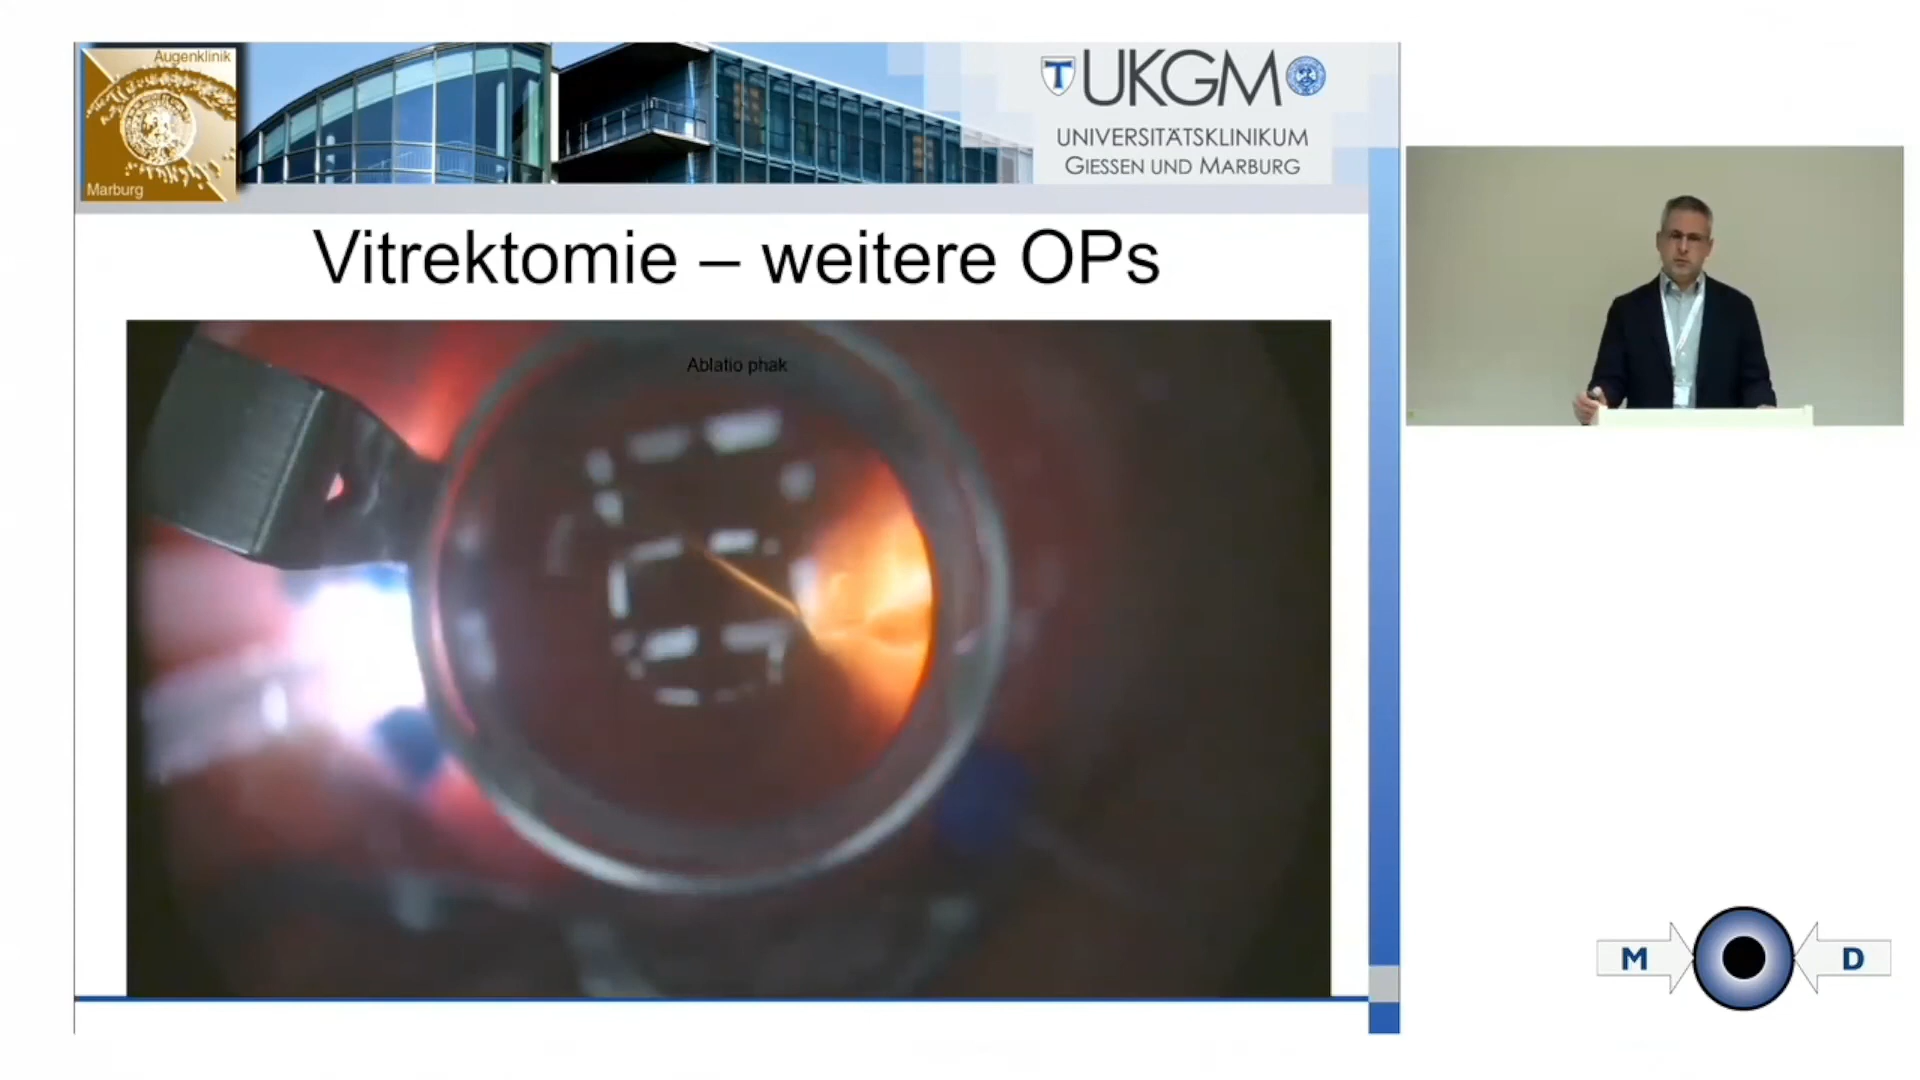 Augenklinik
Marburg
T UKGM
UNIVERSITÄTSKLINIKUM
GIESSEN UND MARBURG
Vitrektomie – weitere OPs
Ablatio phak
M D